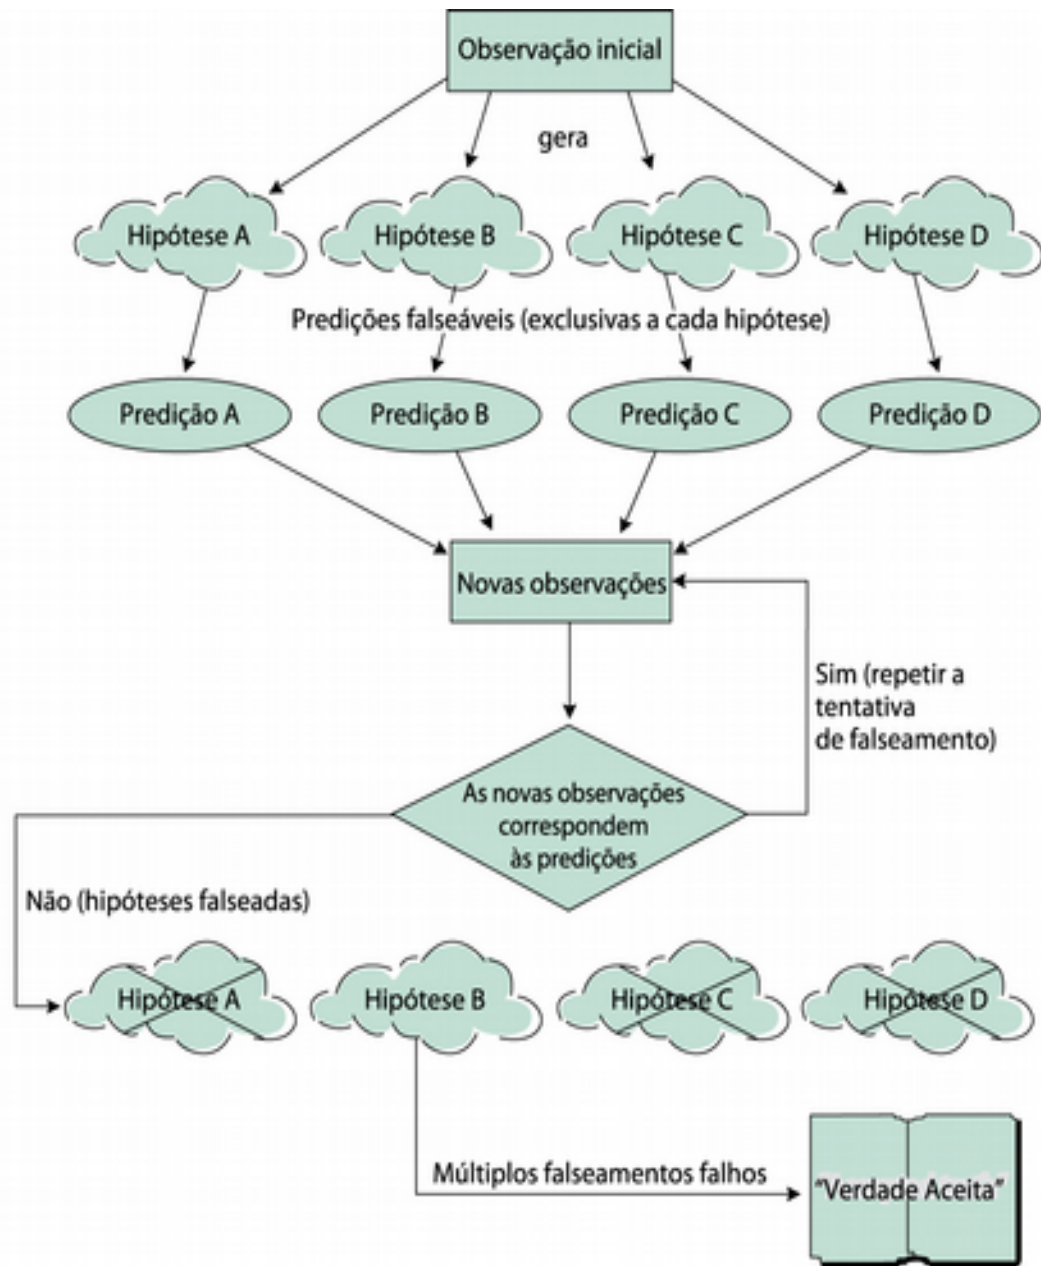 Observação inicial
gera
Hipótese A
Hipótese B
Hipótese C
Hipótese D
Predições falseáveis (exclusivas a cada hipótese)
Predição A
Predição B
Predição C
Predição D
Novas observações
Sim (repetir a
tentativa
de falseamento)
As novas observações
correspondem
às predições
Não (hipóteses falseadas)
Hipótese A
Hipótese B
Hipótese C
Hipótese D
Múltiplos falseamentos falhos
“Verdade Aceita”